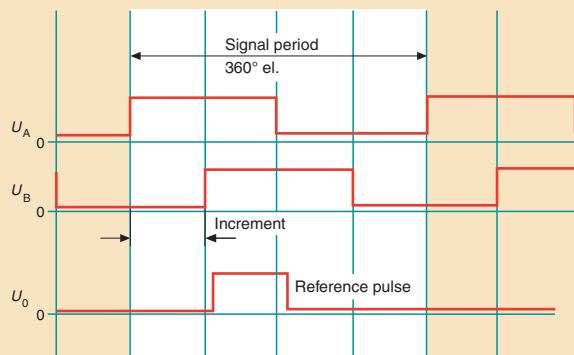 Signal period
360° el.
U_A
0
U_B
0
Increment
U_0
Reference pulse
0